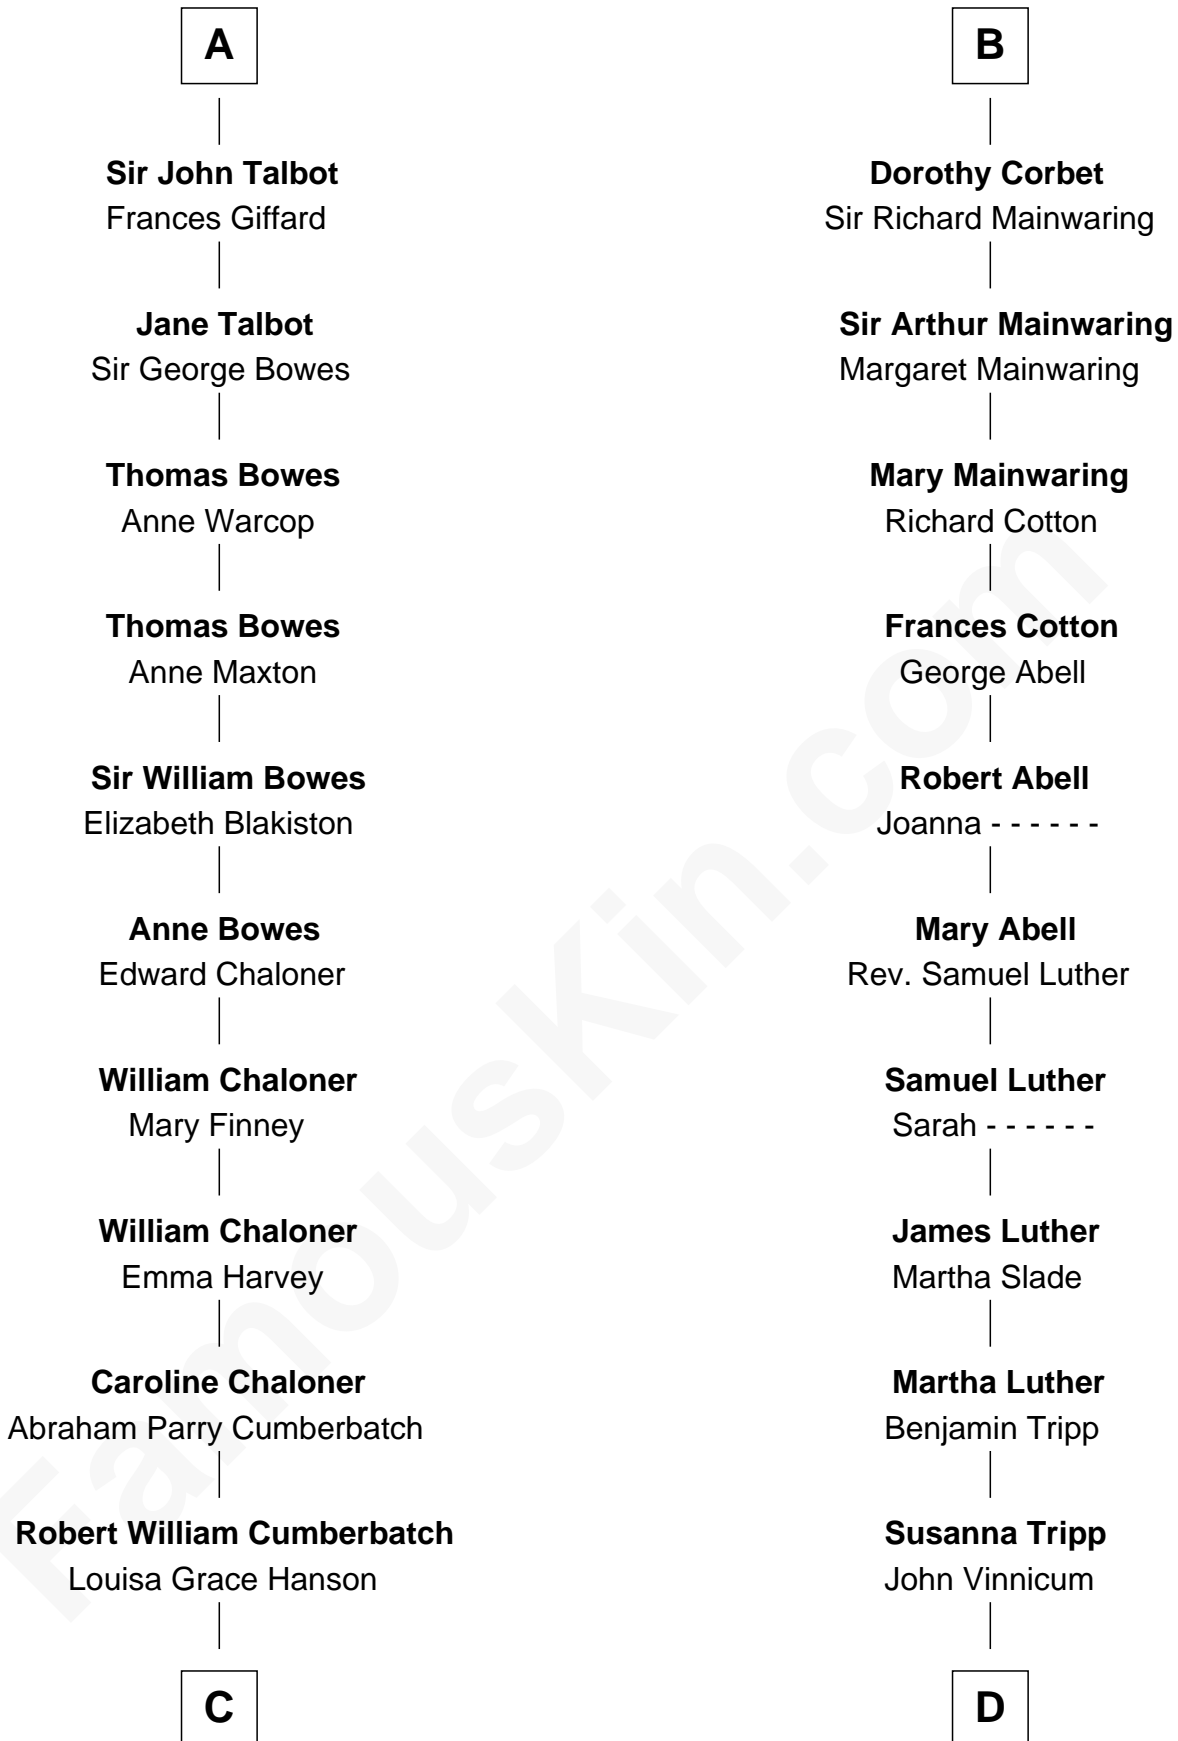 A
Sir John Talbot
Frances Giffard
Jane Talbot
Sir George Bowes
Thomas Bowes
Anne Warcop
Thomas Bowes
Anne Maxton
Sir William Bowes
Elizabeth Blakiston
Anne Bowes
Edward Chaloner
William Chaloner
Mary Finney
William Chaloner
Emma Harvey
Caroline Chaloner
Abraham Parry Cumberbatch
Robert William Cumberbatch
Louisa Grace Hanson
C
B
Dorothy Corbet
Sir Richard Mainwaring
Sir Arthur Mainwaring
Margaret Mainwaring
Mary Mainwaring
Richard Cotton
Frances Cotton
George Abell
Robert Abell
Joanna - - - - - -
Mary Abell
Rev. Samuel Luther
Samuel Luther
Sarah - - - - - -
James Luther
Martha Slade
Martha Luther
Benjamin Tripp
Susanna Tripp
John Vinnicum
D
FamousKin.com